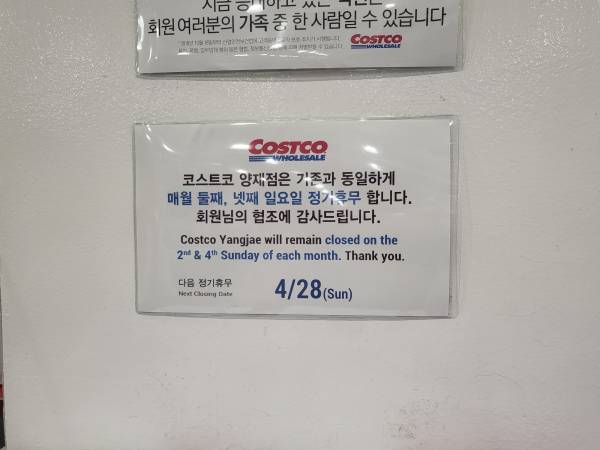 회원 여러분의 가족 중 한 사람일 수 있습니다
COSTCO
WHOLESALE
COSTCO
WHOLESALE
코스트코 양재점은 기존과 동일하게
매월 둘째, 넷째 일요일 정기휴무 합니다.
회원님의 협조에 감사드립니다.
Costco Yangjae will remain closed on the
2nd & 4th Sunday of each month. Thank you.
다음 정기휴무
Next Closing Date
4/28(Sun)